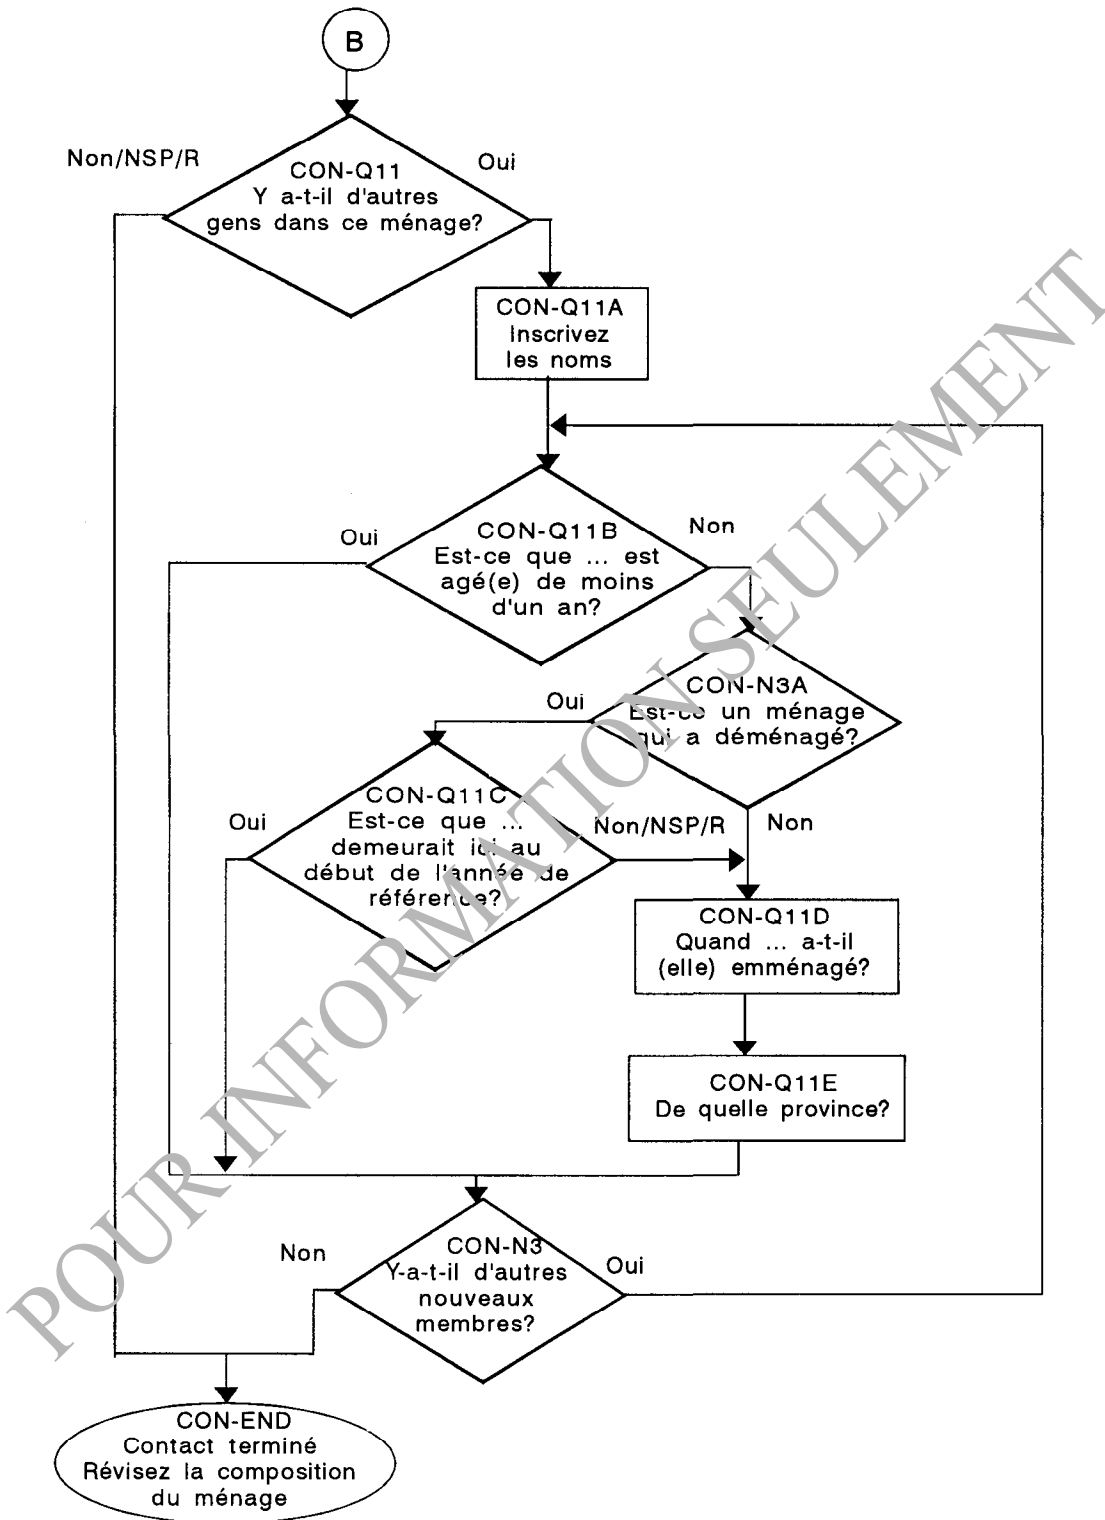 B
Non/NSP/R
Oui
CON-Q11
Y a-t-il d'autres
gens dans ce ménage?
CON-Q11A
Inscrivez
les noms
Oui
CON-Q11B
Est-ce que ... est
agé(e) de moins
d'un an?
Non
Oui
CON-N3A
Est-ce un ménage
qui a déménagé?
Oui
CON-Q11C
Est-ce que ...
demeurait ici au
début de l'année de
référence?
Non/NSP/R
Non
CON-Q11D
Quand ... a-t-il
(elle) emménagé?
CON-Q11E
De quelle province?
Non
CON-N3
Y-a-t-il d'autres
nouveaux
membres?
Oui
CON-END
Contact terminé
Révisez la composition
du ménage
POUR INFORMATION SEULEMENT